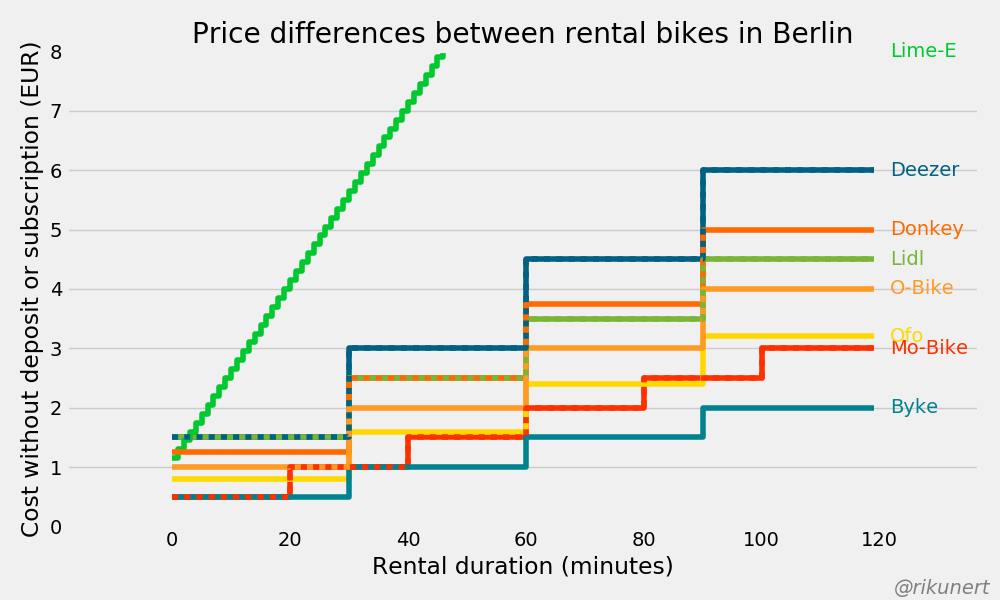 Price differences between rental bikes in Berlin
Cost without deposit or subscription (EUR)
8
7
6
5
4
3
2
1
0
Lime-E
Deezer
Donkey
Lidl
O-Bike
Ofo
Mo-Bike
Byke
0 20 40 60 80 100 120
Rental duration (minutes)
@rikunert